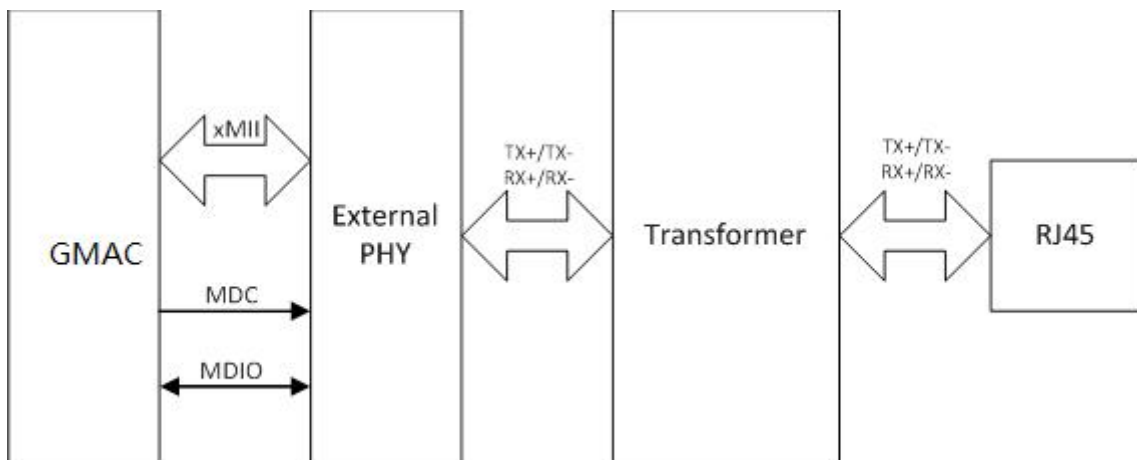 GMAC
xMII
MDC
MDIO
External
PHY
TX+/TX-
RX+/RX-
Transformer
TX+/TX-
RX+/RX-
RJ45